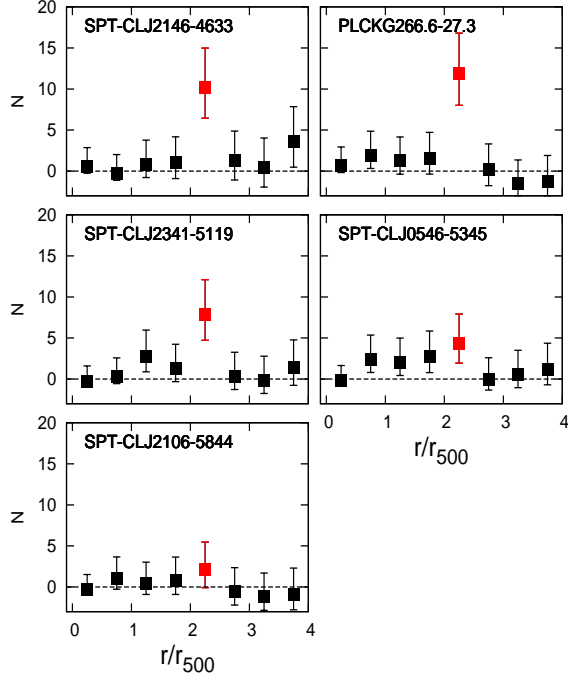 SPT-CLJ2146-4633
PLCKG266.6-27.3
20
15
10
5
0
N
SPT-CLJ2341-5119
SPT-CLJ0546-5345
20
15
10
5
0
N
0 1 2 3 4
r/r500
SPT-CLJ2106-5844
20
15
10
5
0
N
0 1 2 3 4
r/r500